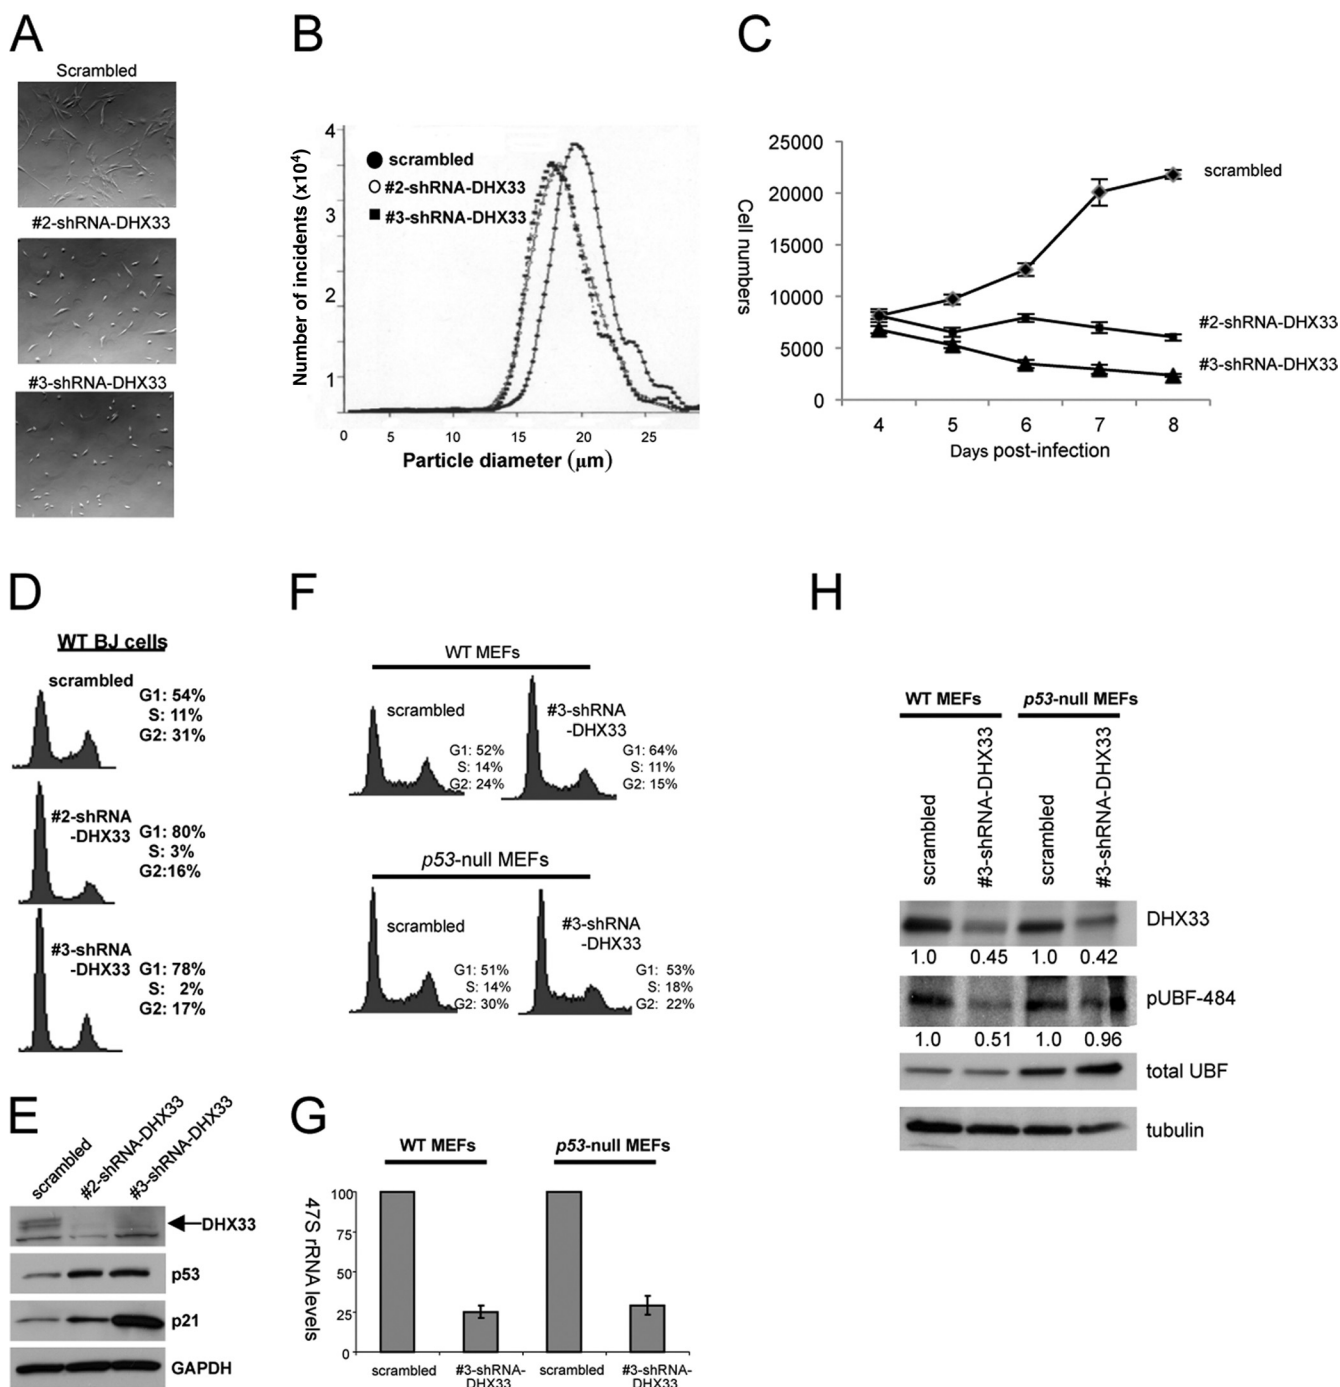 A
Scrambled
#2-shRNA-DHX33
#3-shRNA-DHX33
B
Number of incidents (x10⁴)
4
3
2
1
scrambled
#2-shRNA-DHX33
#3-shRNA-DHX33
0 5 10 15 20 25
Particle diameter (µm)
C
Cell numbers
25000
20000
15000
10000
5000
0
scrambled
#2-shRNA-DHX33
#3-shRNA-DHX33
4 5 6 7 8
Days post-infection
D
WT BJ cells
scrambled
G1: 54%
S: 11%
G2: 31%
#2-shRNA
-DHX33
G1: 80%
S: 3%
G2:16%
#3-shRNA
-DHX33
G1: 78%
S: 2%
G2: 17%
E
scrambled
#2-shRNA-DHX33
#3-shRNA-DHX33
DHX33
p53
p21
GAPDH
F
WT MEFs
scrambled
G1: 52%
S: 14%
G2: 24%
#3-shRNA
-DHX33
G1: 64%
S: 11%
G2: 15%
p53-null MEFs
scrambled
G1: 51%
S: 14%
G2: 30%
#3-shRNA
-DHX33
G1: 53%
S: 18%
G2: 22%
G
WT MEFs p53-null MEFs
47S rRNA levels
100
75
50
25
0
scrambled
#3-shRNA-
DHX33
scrambled
#3-shRNA-
DHX33
H
WT MEFs p53-null MEFs
scrambled
#3-shRNA-DHX33
scrambled
#3-shRNA-DHX33
DHX33
1.0 0.45 1.0 0.42
pUBF-484
1.0 0.51 1.0 0.96
total UBF
tubulin